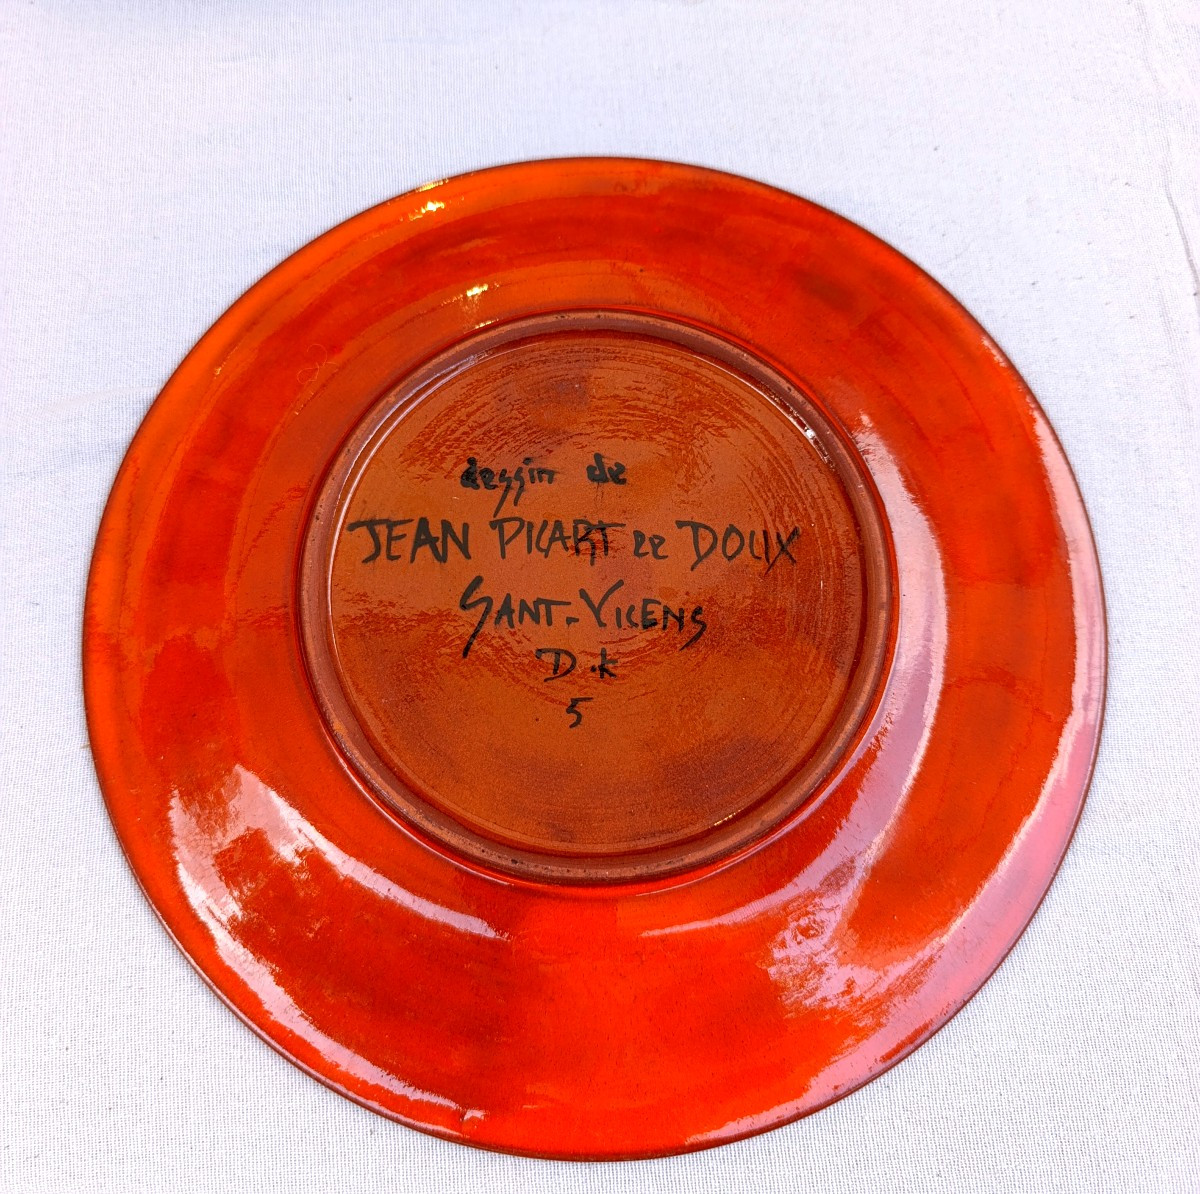 dessin de
JEAN PICART le DOUX
SANT-VICENS
D.K
5